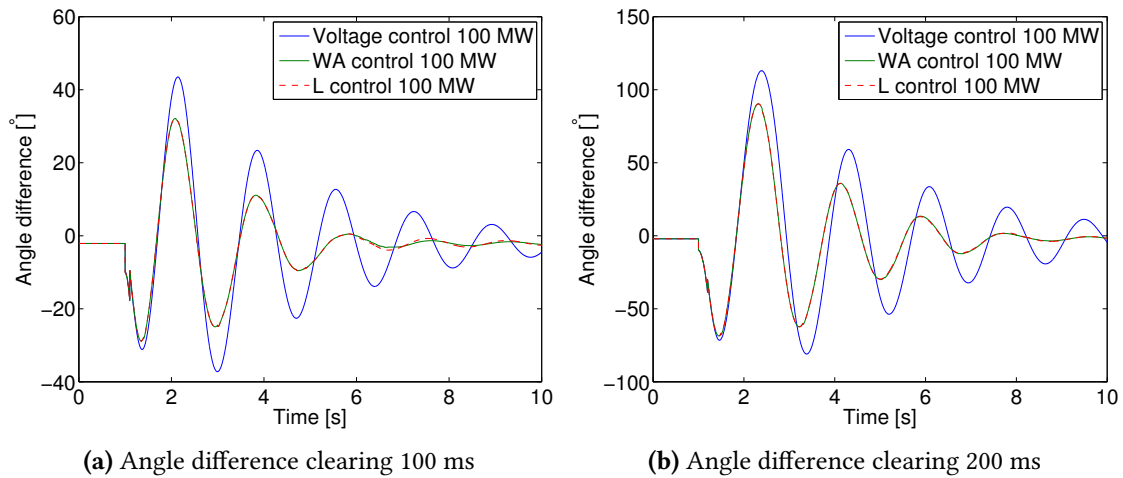 60
40
20
0
−20
−40
Angle difference [°]
0
2
4
6
8
10
Time [s]
Voltage control 100 MW
WA control 100 MW
L control 100 MW
(a) Angle difference clearing 100 ms
150
100
50
0
−50
−100
Angle difference [°]
0
2
4
6
8
10
Time [s]
Voltage control 100 MW
WA control 100 MW
L control 100 MW
(b) Angle difference clearing 200 ms